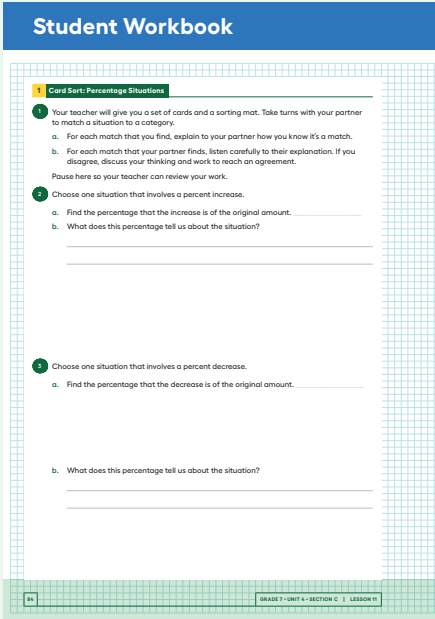 Student Workbook
1 Card Sort: Percentage Situations
1 Your teacher will give you a set of cards and a sorting mat. Take turns with your partner
to match a situation to a category.
a. For each match that you find, explain to your partner how you know it's a match.
b. For each match that your partner finds, listen carefully to their explanation. If you
disagree, discuss your thinking and work to reach an agreement.
Pause here so your teacher can review your work.
2 Choose one situation that involves a percent increase.
a. Find the percentage that the increase is of the original amount.
b. What does this percentage tell us about the situation?
3 Choose one situation that involves a percent decrease.
a. Find the percentage that the decrease is of the original amount.
b. What does this percentage tell us about the situation?
84
GRADE 7 • UNIT 4 • SECTION C | LESSON 11